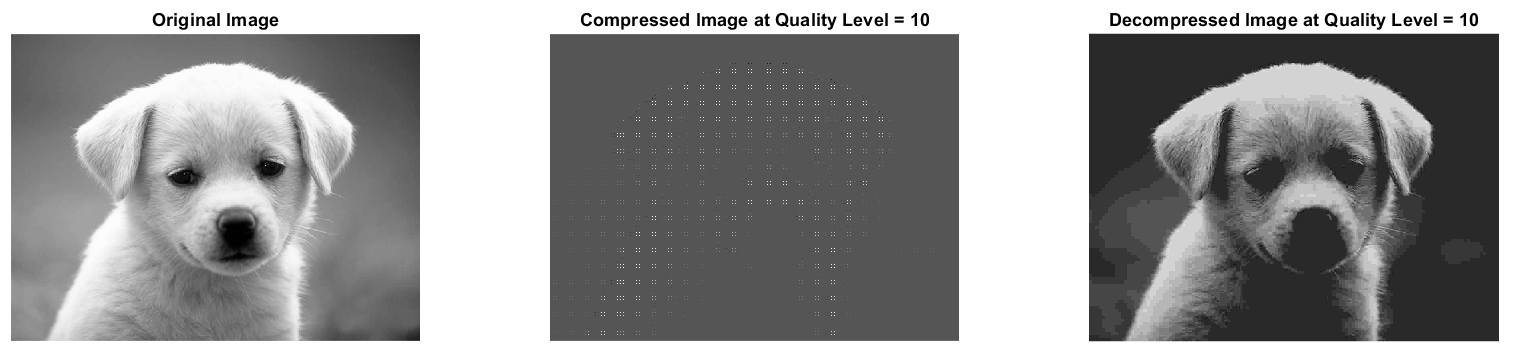 Original Image
Compressed Image at Quality Level = 10
Decompressed Image at Quality Level = 10